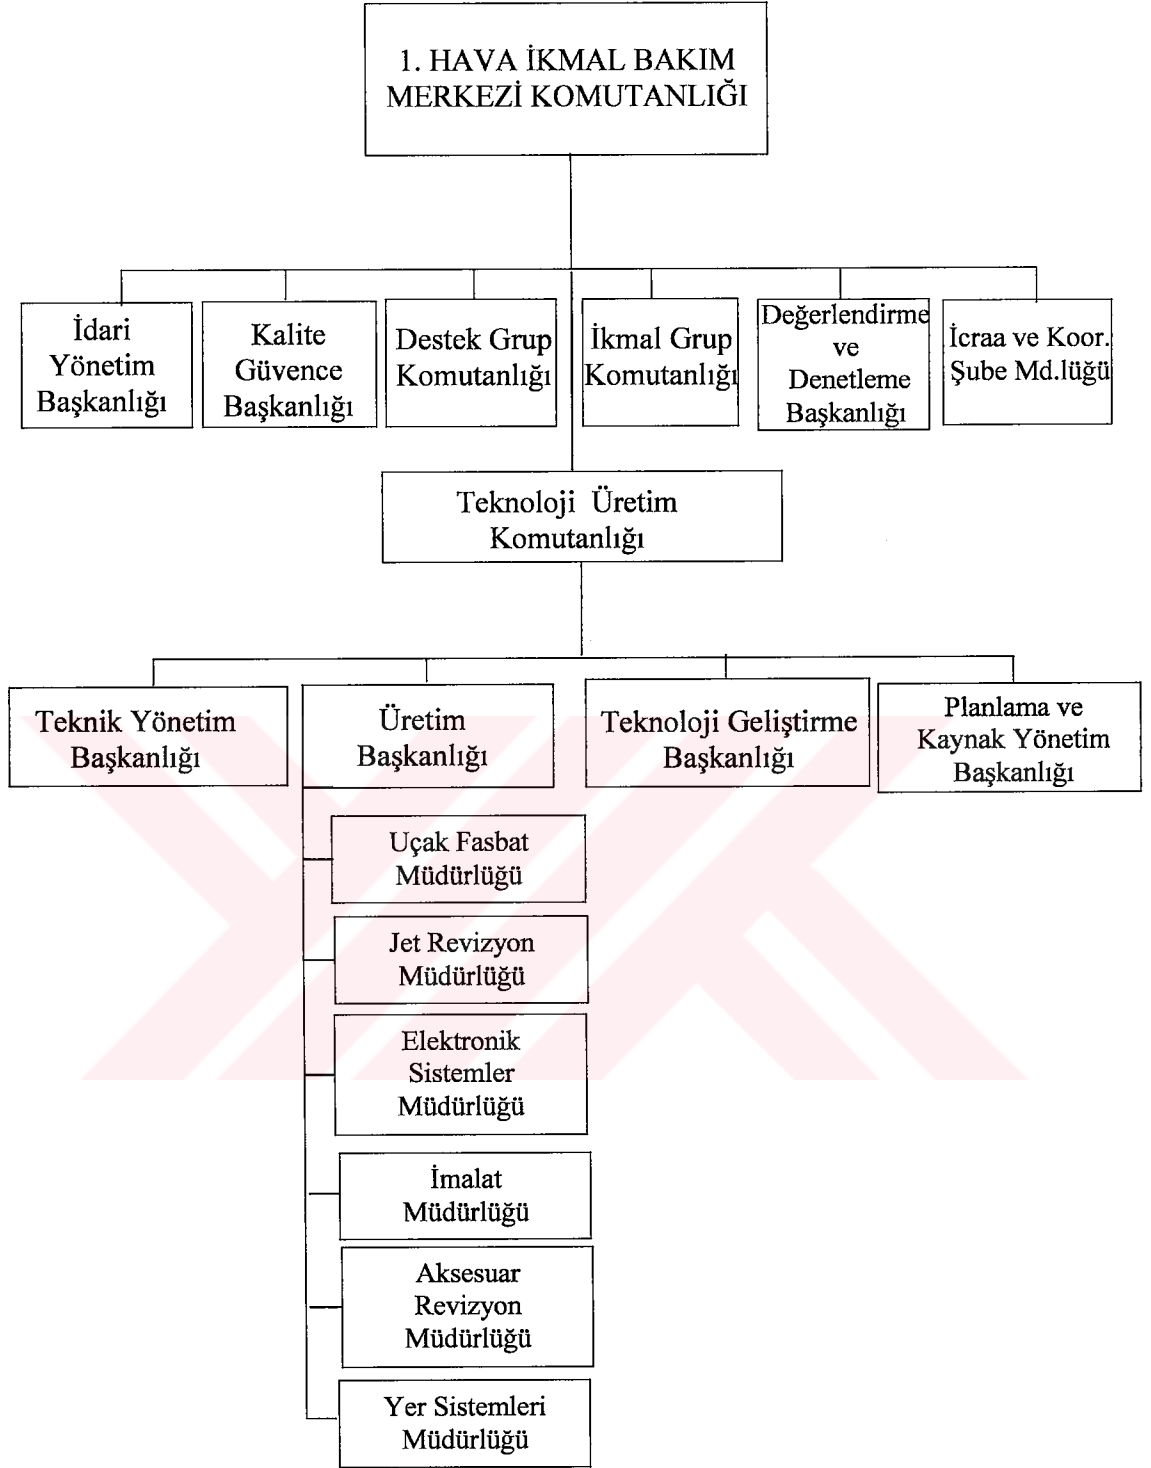 1. HAVA İKMAL BAKIM
MERKEZİ KOMUTANLIĞI
İdari
Yönetim
Başkanlığı
Kalite
Güvence
Başkanlığı
Destek Grup
Komutanlığı
İkmal Grup
Komutanlığı
Değerlendirme
ve
Denetleme
Başkanlığı
İcraa ve Koor.
Şube Md.lüğü
Teknoloji Üretim
Komutanlığı
Teknik Yönetim
Başkanlığı
Üretim
Başkanlığı
Teknoloji Geliştirme
Başkanlığı
Planlama ve
Kaynak Yönetim
Başkanlığı
Uçak Fasbat
Müdürlüğü
Jet Revizyon
Müdürlüğü
Elektronik
Sistemler
Müdürlüğü
İmalat
Müdürlüğü
Aksesuar
Revizyon
Müdürlüğü
Yer Sistemleri
Müdürlüğü